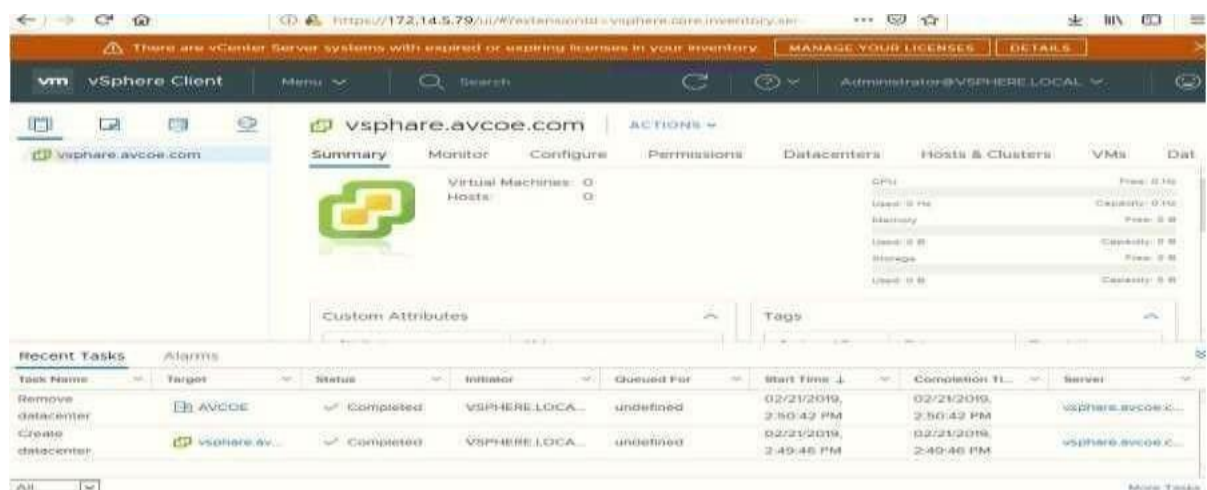 https://172.14.5.79/ui/#?extensionId=vsphere.core.inventory.ser
There are vCenter Server systems with expired or expiring licenses in your inventory MANAGE YOUR LICENSES DETAILS
vm vSphere Client Menu Search Administrator@VSPHERE.LOCAL
vsphare.avcoe.com
vsphare.avcoe.com ACTIONS
Summary Monitor Configure Permissions Datacenters Hosts & Clusters VMs Dat
Virtual Machines: 0
Hosts: 0
CPU Free: 0 Hz
Used: 0 Hz Capacity: 0 Hz
Memory Free: 0 B
Used: 0 B Capacity: 0 B
Storage Free: 0 B
Used: 0 B Capacity: 0 B
Custom Attributes Tags
Recent Tasks Alarms
Task Name Target Status Initiator Queued For Start Time Completion Ti... Server
Remove datacenter AVCOE Completed VSPHERE.LOCA... undefined 02/21/2019, 2:50:42 PM 02/21/2019, 2:50:42 PM vsphare.avcoe.c...
Create datacenter vsphare.av... Completed VSPHERE.LOCA... undefined 02/21/2019, 2:49:46 PM 02/21/2019, 2:49:46 PM vsphare.avcoe.c...
All More Tasks